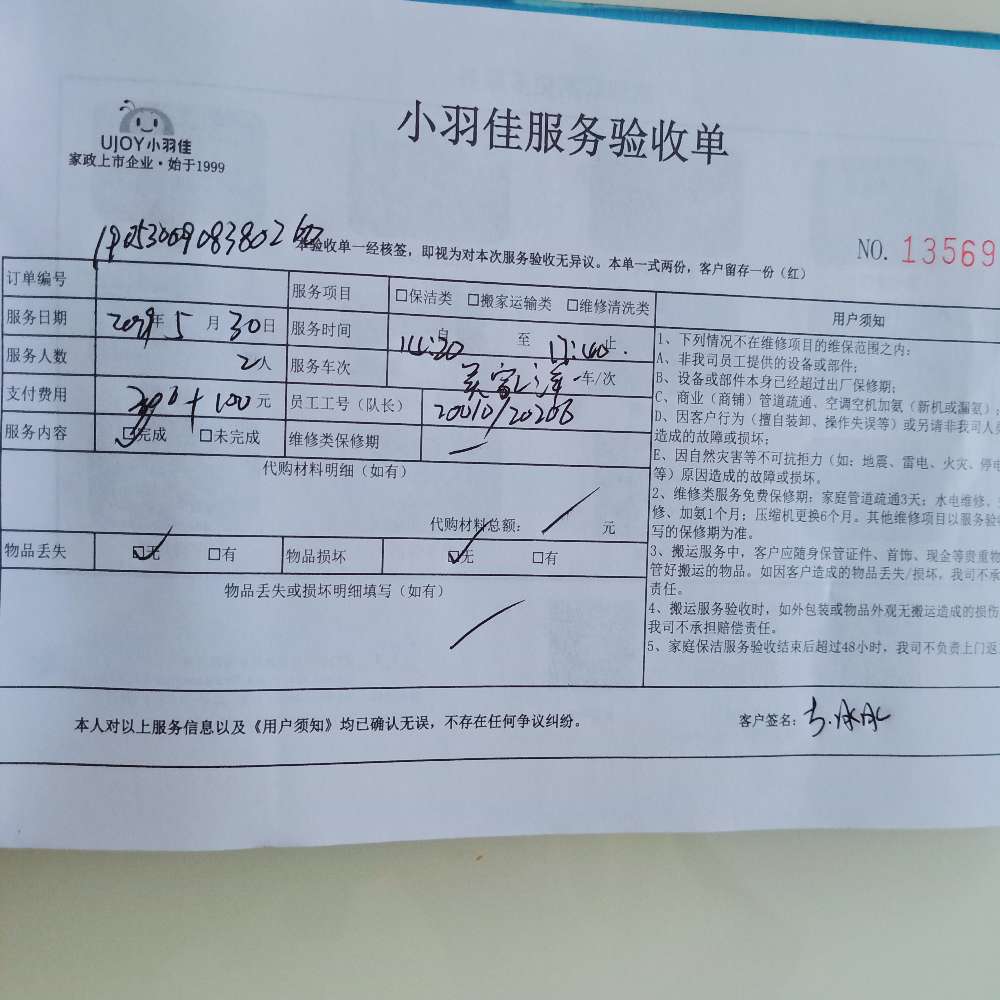 UJOY小羽佳
家政上市企业·始于1999
小羽佳服务验收单
本验收单一经核签，即视为对本次服务验收无异议。本单一式两份，客户留存一份（红）
NO. 13569
订单编号
服务项目 □保洁类 □搬家运输类 □维修清洗类
服务日期 年 5 月 30 日
服务时间 14:30 自 至 17:40 止
服务人数 2 人
服务车次 车/次
支付费用 +100 元
员工工号（队长） 20010/20206
服务内容 □完成 □未完成
维修类保修期
代购材料明细（如有）
代购材料总额： 元
物品丢失 □无 □有
物品损坏 □无 □有
物品丢失或损坏明细填写（如有）
用户须知
1、下列情况不在维修项目的维保范围之内：
A、非我司员工提供的设备或部件；
B、设备或部件本身已经超过出厂保修期；
C、商业（商铺）管道疏通、空调空机加氨（新机或漏氨）
D、因客户行为（擅自装卸、操作失误等）或另请非我司人
造成的故障或损坏；
E、因自然灾害等不可抗拒力（如：地震、雷电、火灾、停
等）原因造成的故障或损坏。
2、维修类服务免费保修期：家庭管道疏通3天；水电维修、
修、加氨1个月；压缩机更换6个月。其他维修项目以服务验
写的保修期为准。
3、搬运服务中，客户应随身保管证件、首饰、现金等贵重物
管好搬运的物品。如因客户造成的物品丢失/损坏，我司不承
责任。
4、搬运服务验收时，如外包装或物品外观无搬运造成的损伤
我司不承担赔偿责任。
5、家庭保洁服务验收结束后超过48小时，我司不负责上门返
本人对以上服务信息以及《用户须知》均已确认无误，不存在任何争议纠纷。
客户签名：